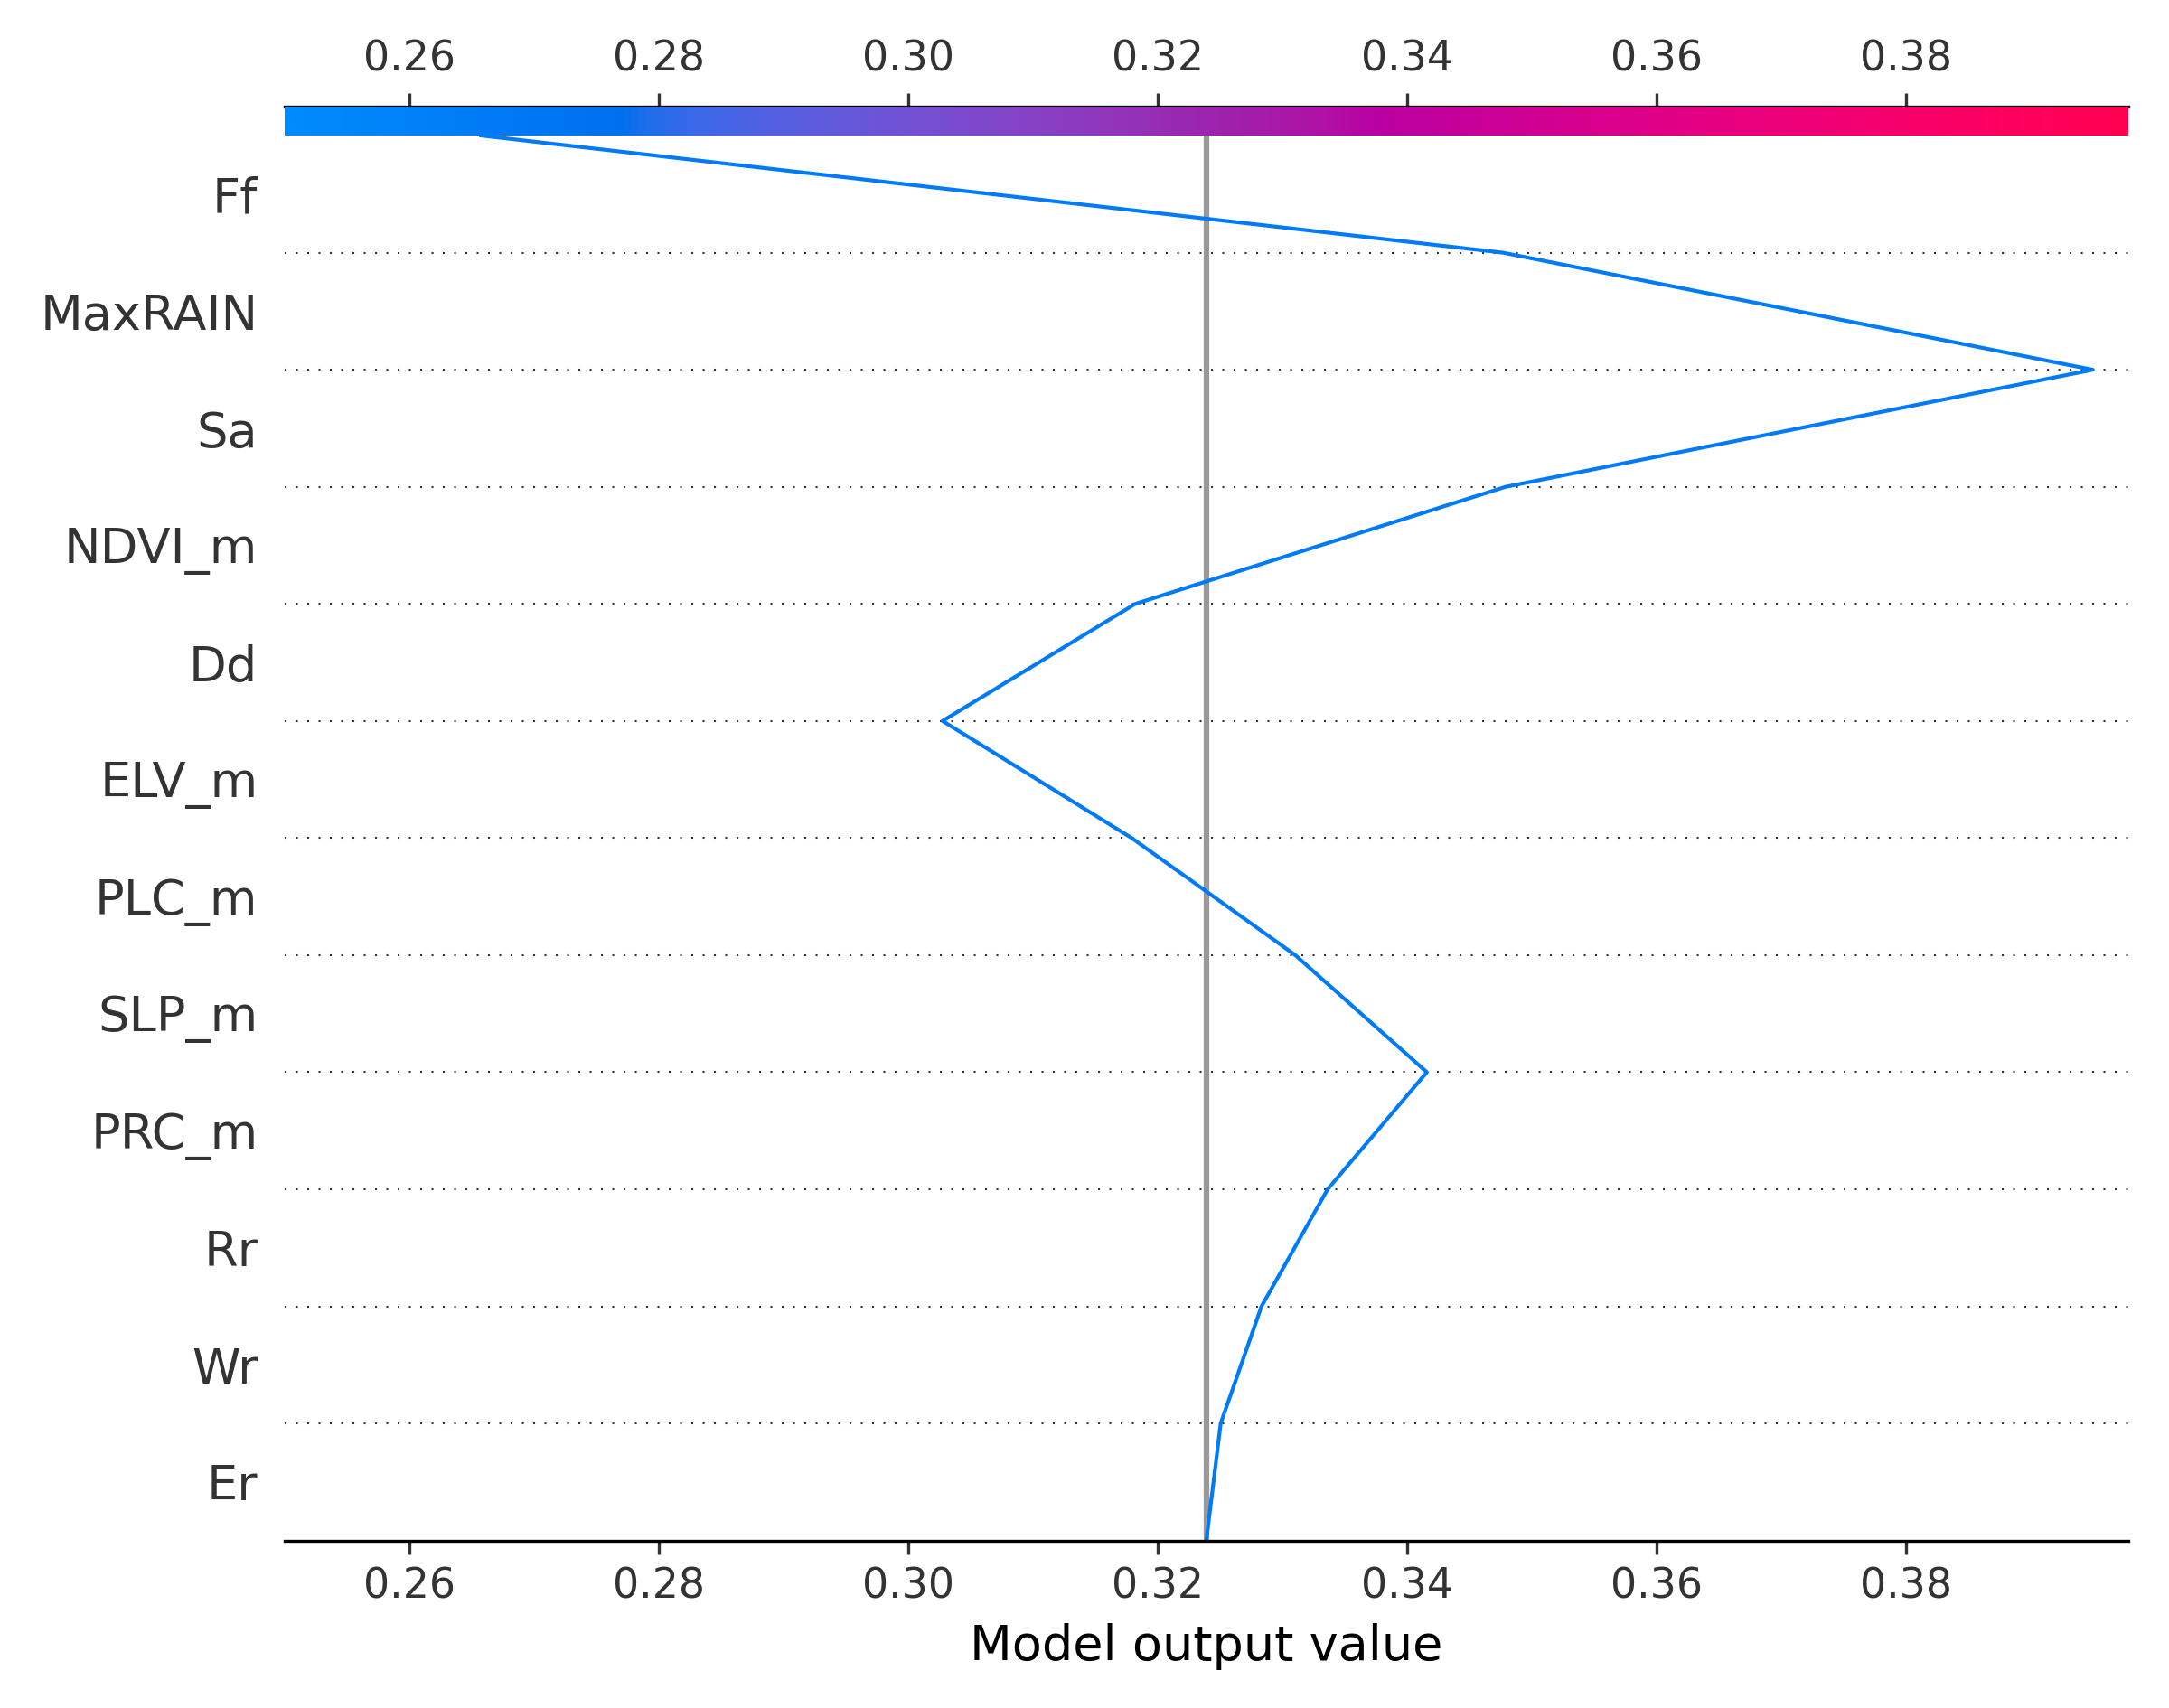 0.26 0.28 0.30 0.32 0.34 0.36 0.38
Ff
MaxRAIN
Sa
NDVI_m
Dd
ELV_m
PLC_m
SLP_m
PRC_m
Rr
Wr
Er
0.26 0.28 0.30 0.32 0.34 0.36 0.38
Model output value